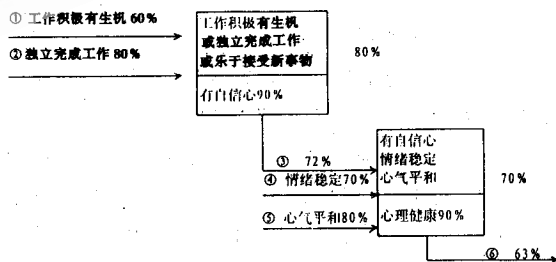 ① 工作积极有生机 60%
② 独立完成工作 80%
工作积极有生机
或独立完成工作
或乐于接受新事物
有自信心90%
80%
③ 72%
④ 情绪稳定70%
⑤ 心气平和80%
有自信心
情绪稳定
心气平和
心理健康90%
70%
⑥ 63%